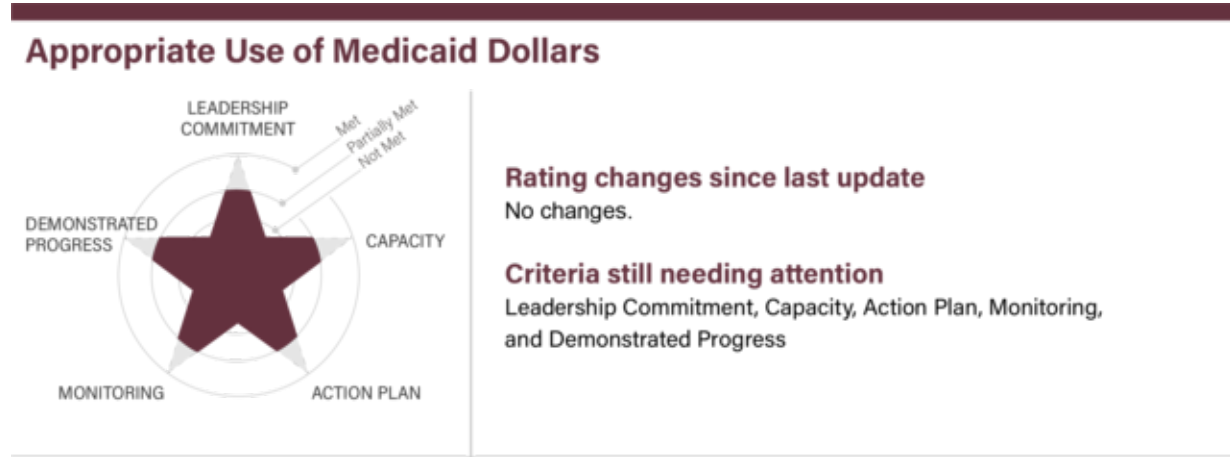 Appropriate Use of Medicaid Dollars
LEADERSHIP
COMMITMENT
Met
Partially Met
Not Met
DEMONSTRATED
PROGRESS
CAPACITY
MONITORING
ACTION PLAN
Rating changes since last update
No changes.
Criteria still needing attention
Leadership Commitment, Capacity, Action Plan, Monitoring,
and Demonstrated Progress